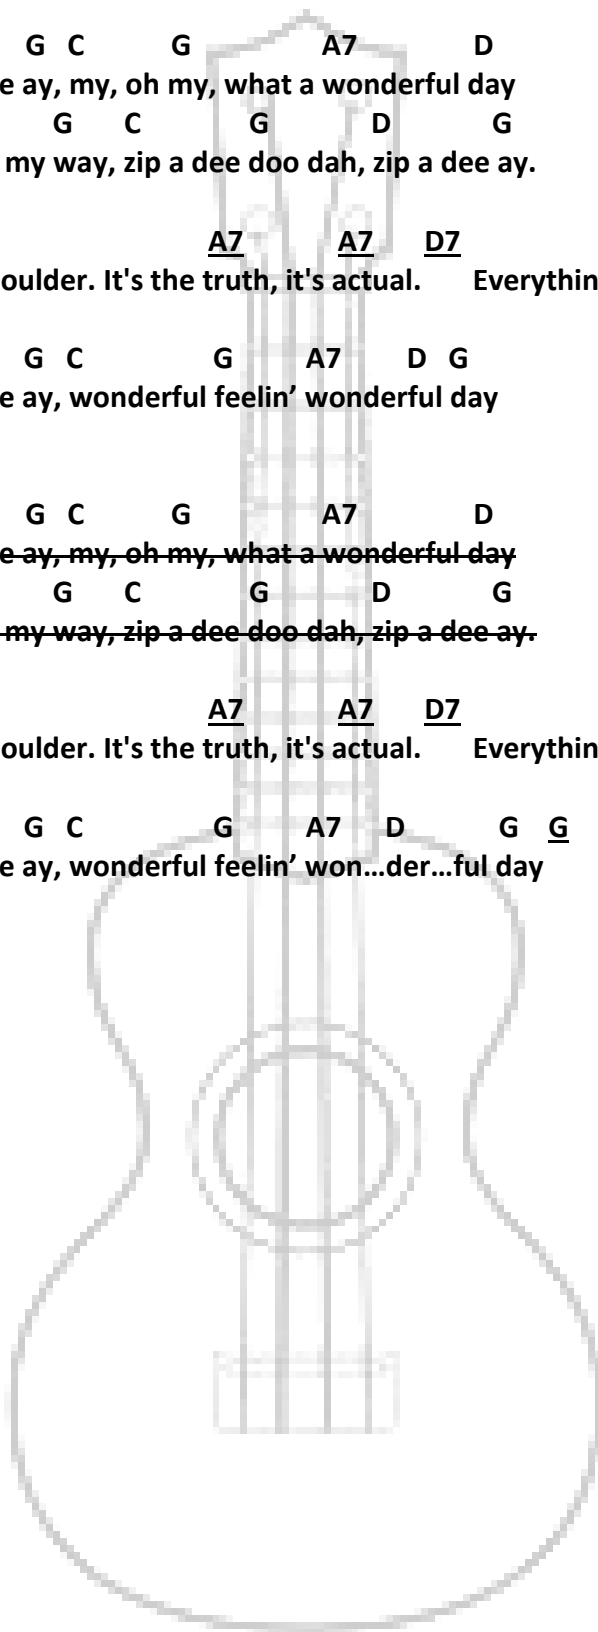 G C G A7 D
e ay, my, oh my, what a wonderful day
G C G D G
my way, zip a dee doo dah, zip a dee ay.
A7 A7 D7
oulder. It's the truth, it's actual. Everythin
G C G A7 D G
e ay, wonderful feelin’ wonderful day
G C G A7 D
e ay, my, oh my, what a wonderful day
G C G D G
my way, zip a dee doo dah, zip a dee ay.
A7 A7 D7
oulder. It's the truth, it's actual. Everythin
G C G A7 D G G
e ay, wonderful feelin’ won…der…ful day